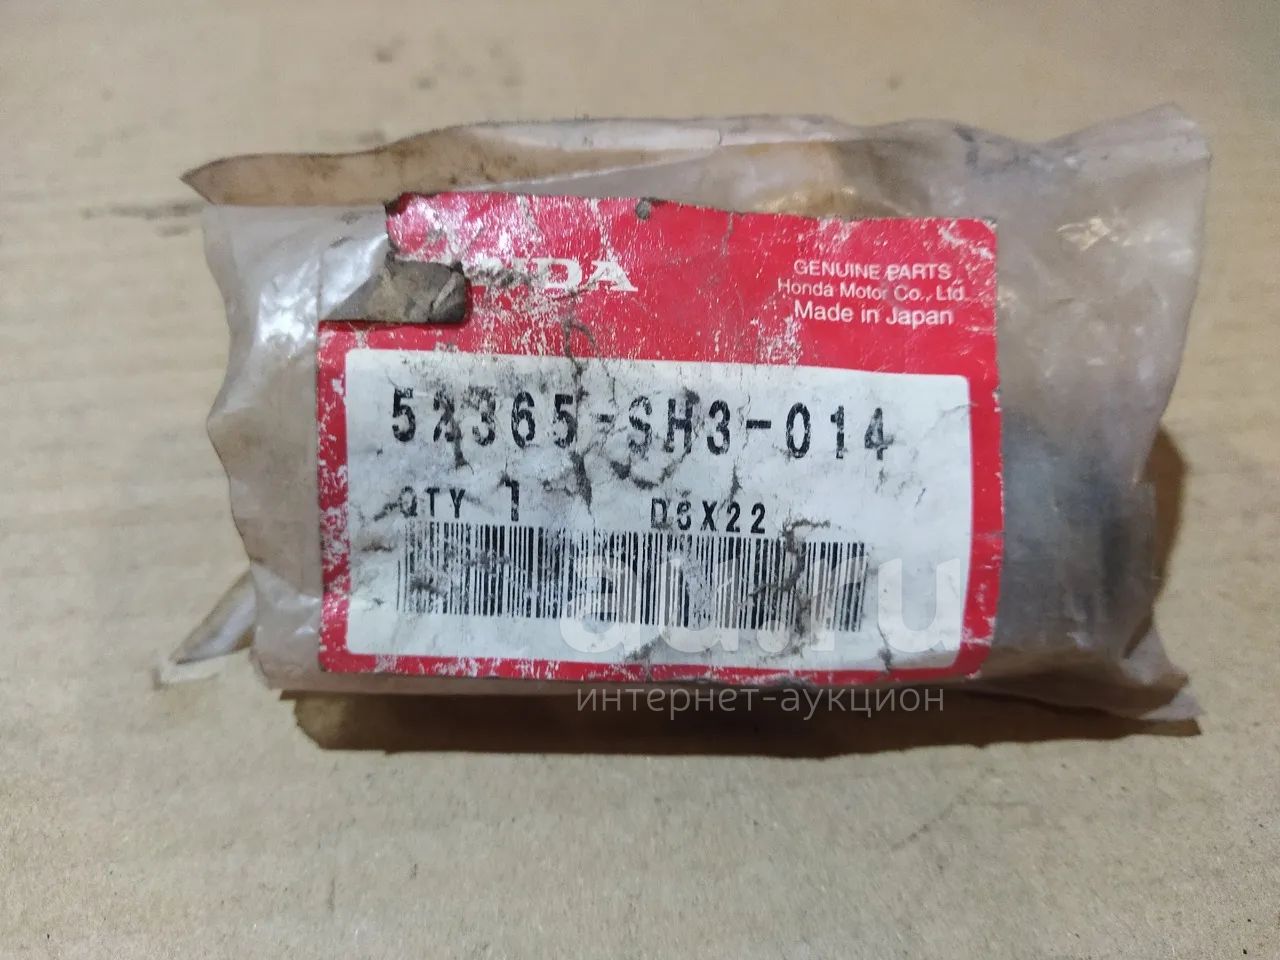 HONDA
GENUINE PARTS
Honda Motor Co., Ltd.
Made in Japan
52365-SH3-014
QTY 1 D6X22
au.ru
интернет-аукцион